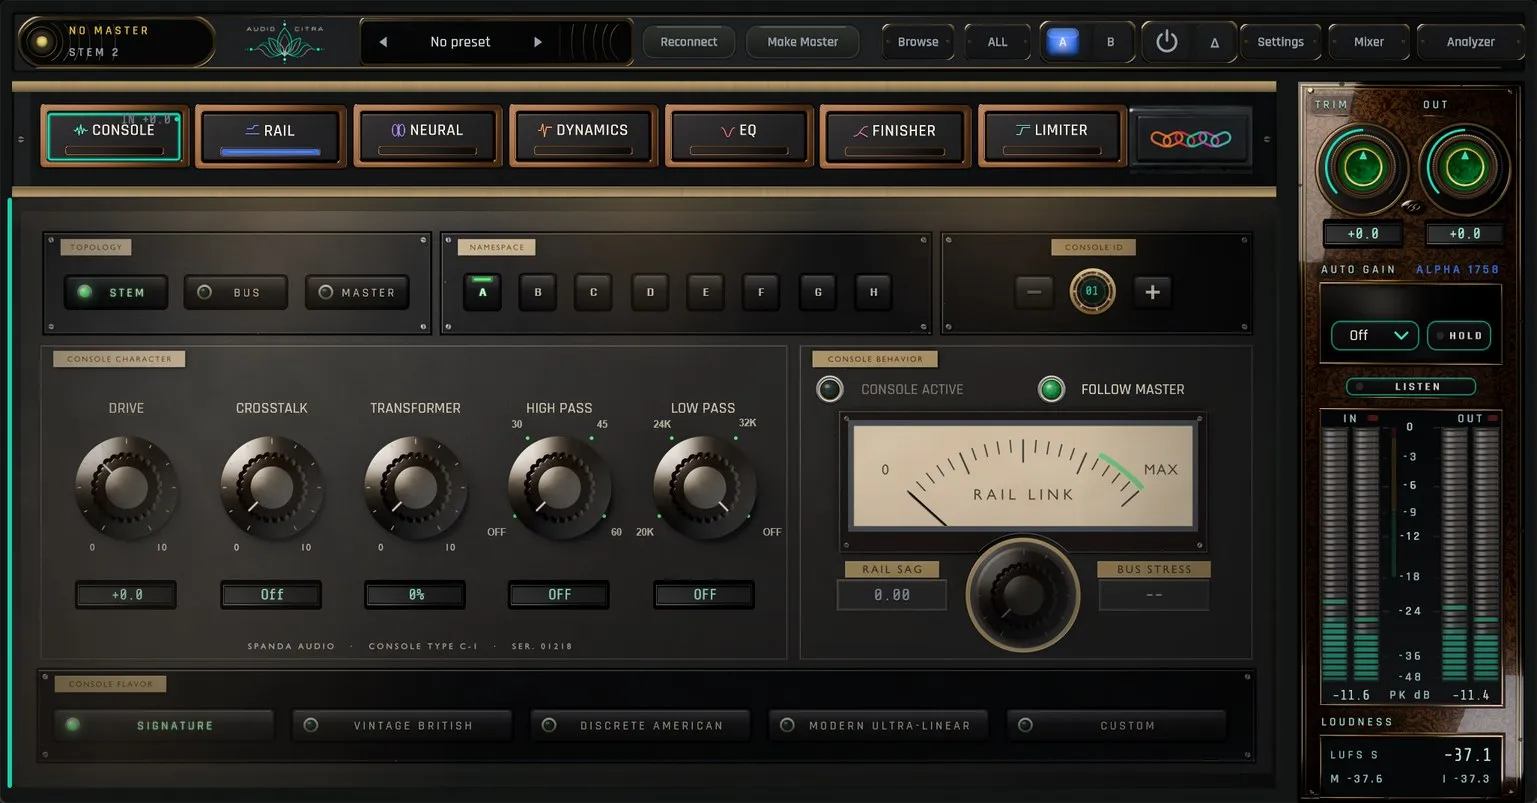 NO MASTER
STEM 2
AUDIO CITRA
No preset
Reconnect
Make Master
Browse
ALL
A
B
Δ
Settings
Mixer
Analyzer
IN +0.0
CONSOLE
RAIL
NEURAL
DYNAMICS
EQ
FINISHER
LIMITER
TRIM
OUT
+0.0
+0.0
AUTO GAIN
ALPHA 1758
Off
HOLD
LISTEN
TOPOLOGY
STEM
BUS
MASTER
NAMESPACE
A
B
C
D
E
F
G
H
CONSOLE ID
−
01
+
CONSOLE CHARACTER
DRIVE
CROSSTALK
TRANSFORMER
HIGH PASS
LOW PASS
30
45
24K
32K
OFF
60
20K
OFF
0
10
0
10
0
10
+0.0
Off
0%
OFF
OFF
SPANDA AUDIO · CONSOLE TYPE C-1 · SER. 01218
CONSOLE BEHAVIOR
CONSOLE ACTIVE
FOLLOW MASTER
0
MAX
RAIL LINK
RAIL SAG
0.00
BUS STRESS
--
CONSOLE FLAVOR
SIGNATURE
VINTAGE BRITISH
DISCRETE AMERICAN
MODERN ULTRA-LINEAR
CUSTOM
IN
OUT
0
-3
-6
-9
-12
-18
-24
-36
-48
-11.6
PK dB
-11.4
LOUDNESS
LUFS S
-37.1
M -37.6
I -37.3